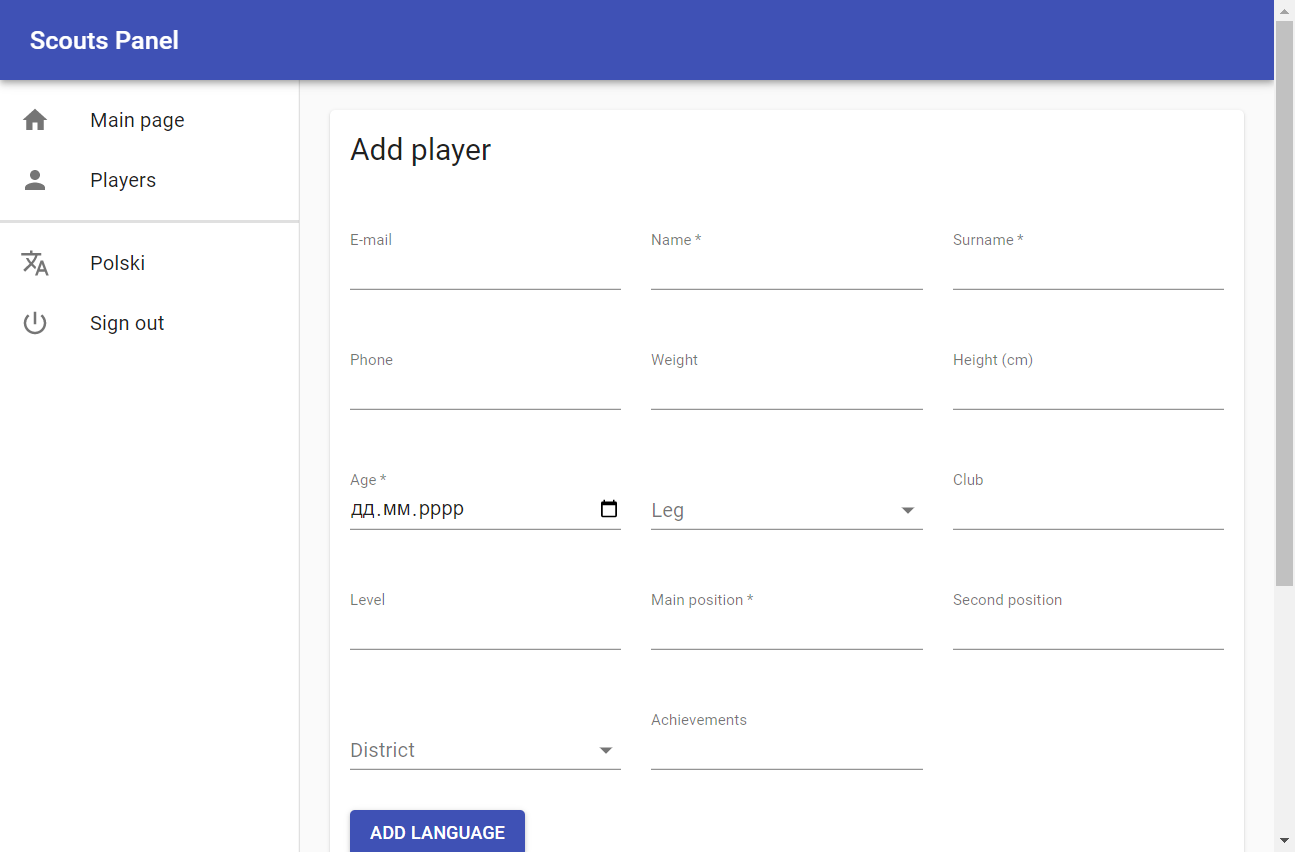 Scouts Panel
Main page
Players
Polski
Sign out
Add player
E-mail
Name *
Surname *
Phone
Weight
Height (cm)
Age *
дд.мм.рррр
Leg
Club
Level
Main position *
Second position
District
Achievements
ADD LANGUAGE